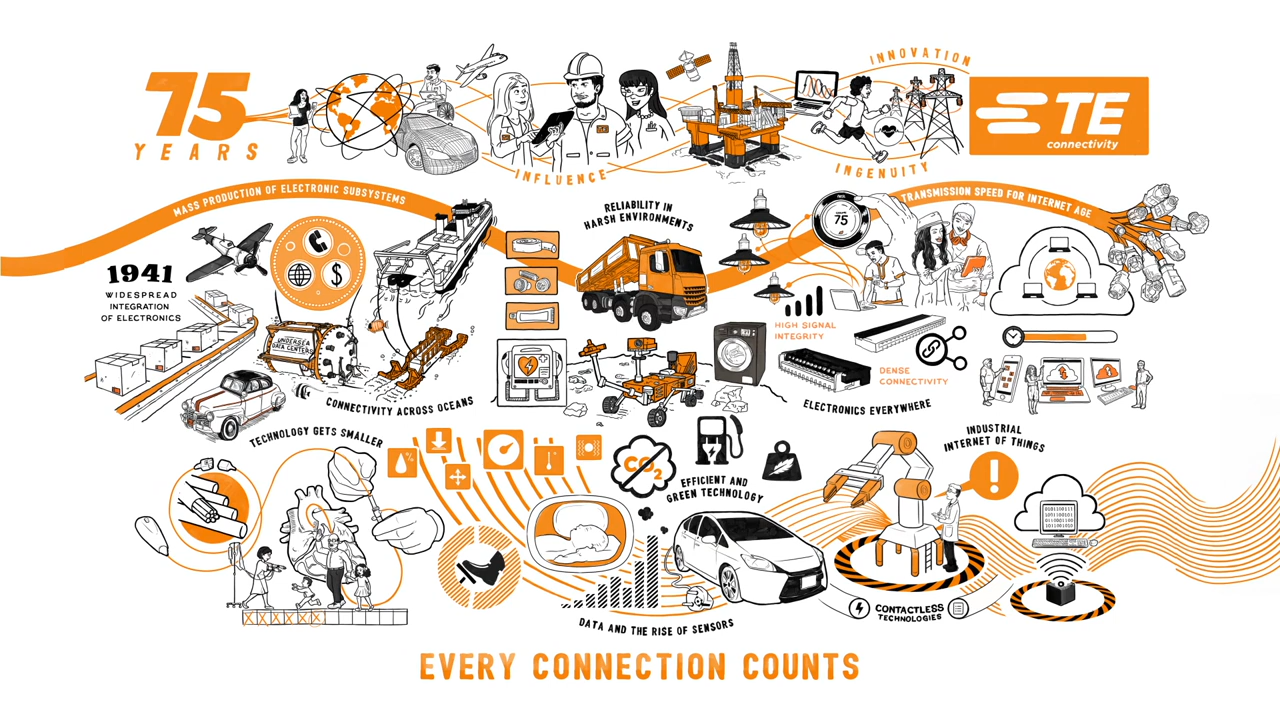 75
YEARS
INFLUENCE
INNOVATION
INGENUITY
TE
connectivity
MASS PRODUCTION OF ELECTRONIC SUBSYSTEMS
RELIABILITY IN
HARSH ENVIRONMENTS
75
TRANSMISSION SPEED FOR INTERNET AGE
1941
WIDESPREAD
INTEGRATION
OF ELECTRONICS
$
UNDERSEA
DATA CENTERS
CONNECTIVITY ACROSS OCEANS
HIGH SIGNAL
INTEGRITY
DENSE
CONNECTIVITY
ELECTRONICS EVERYWHERE
TECHNOLOGY GETS SMALLER
%
CO2
EFFICIENT AND
GREEN TECHNOLOGY
INDUSTRIAL
INTERNET OF THINGS
!
DATA AND THE RISE OF SENSORS
CONTACTLESS
TECHNOLOGIES
EVERY CONNECTION COUNTS